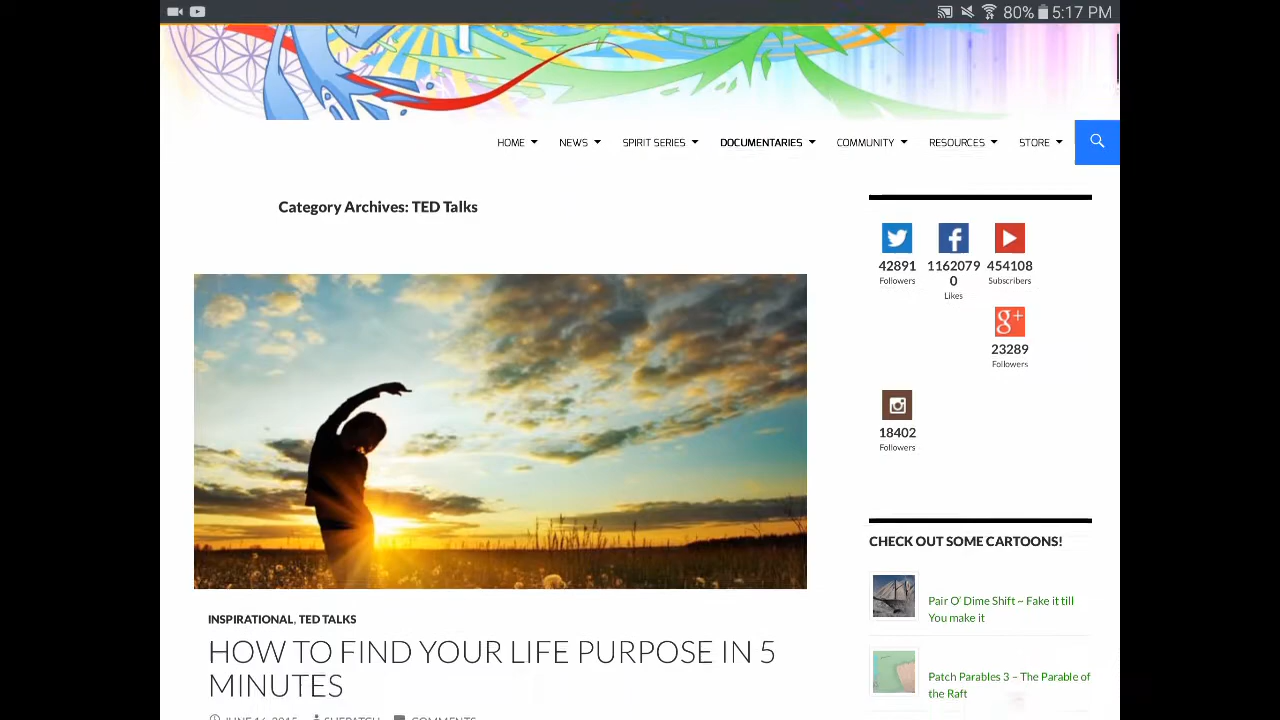 80% 5:17 PM
HOME NEWS SPIRIT SERIES DOCUMENTARIES COMMUNITY RESOURCES STORE
Category Archives: TED Talks
42891 1162079 454108
Followers 0 Subscribers
Likes
g+
23289
Followers
18402
Followers
INSPIRATIONAL, TED TALKS
HOW TO FIND YOUR LIFE PURPOSE IN 5
MINUTES
CHECK OUT SOME CARTOONS!
Pair O' Dime Shift ~ Fake it till
You make it
Patch Parables 3 – The Parable of
the Raft